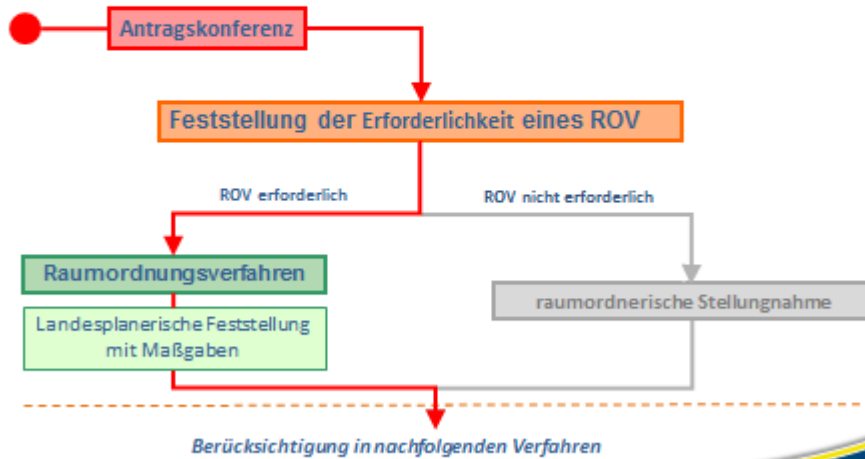 Antragskonferenz
Feststellung der Erforderlichkeit eines ROV
ROV erforderlich
ROV nicht erforderlich
Raumordnungsverfahren
raumordnerische Stellungnahme
Landesplanerische Feststellung
mit Maßgaben
Berücksichtigung in nachfolgenden Verfahren